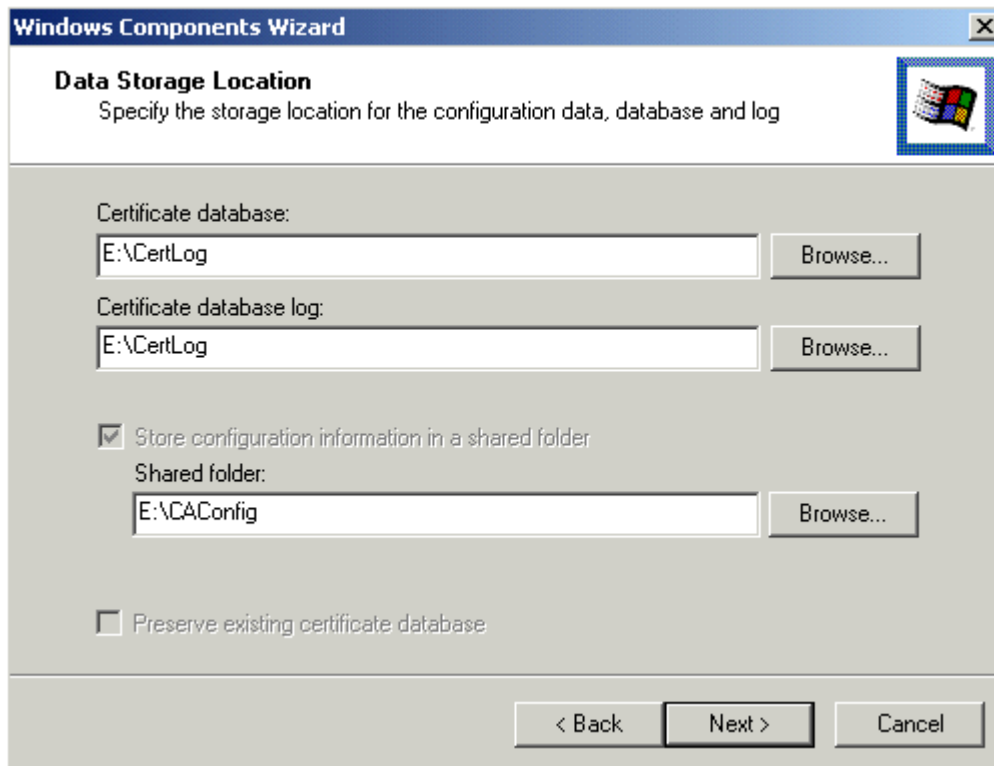 Windows Components Wizard
Data Storage Location
Specify the storage location for the configuration data, database and log
Certificate database:
E:\CertLog
Browse...
Certificate database log:
E:\CertLog
Browse...
Store configuration information in a shared folder
Shared folder:
E:\CAConfig
Browse...
Preserve existing certificate database
< Back
Next >
Cancel